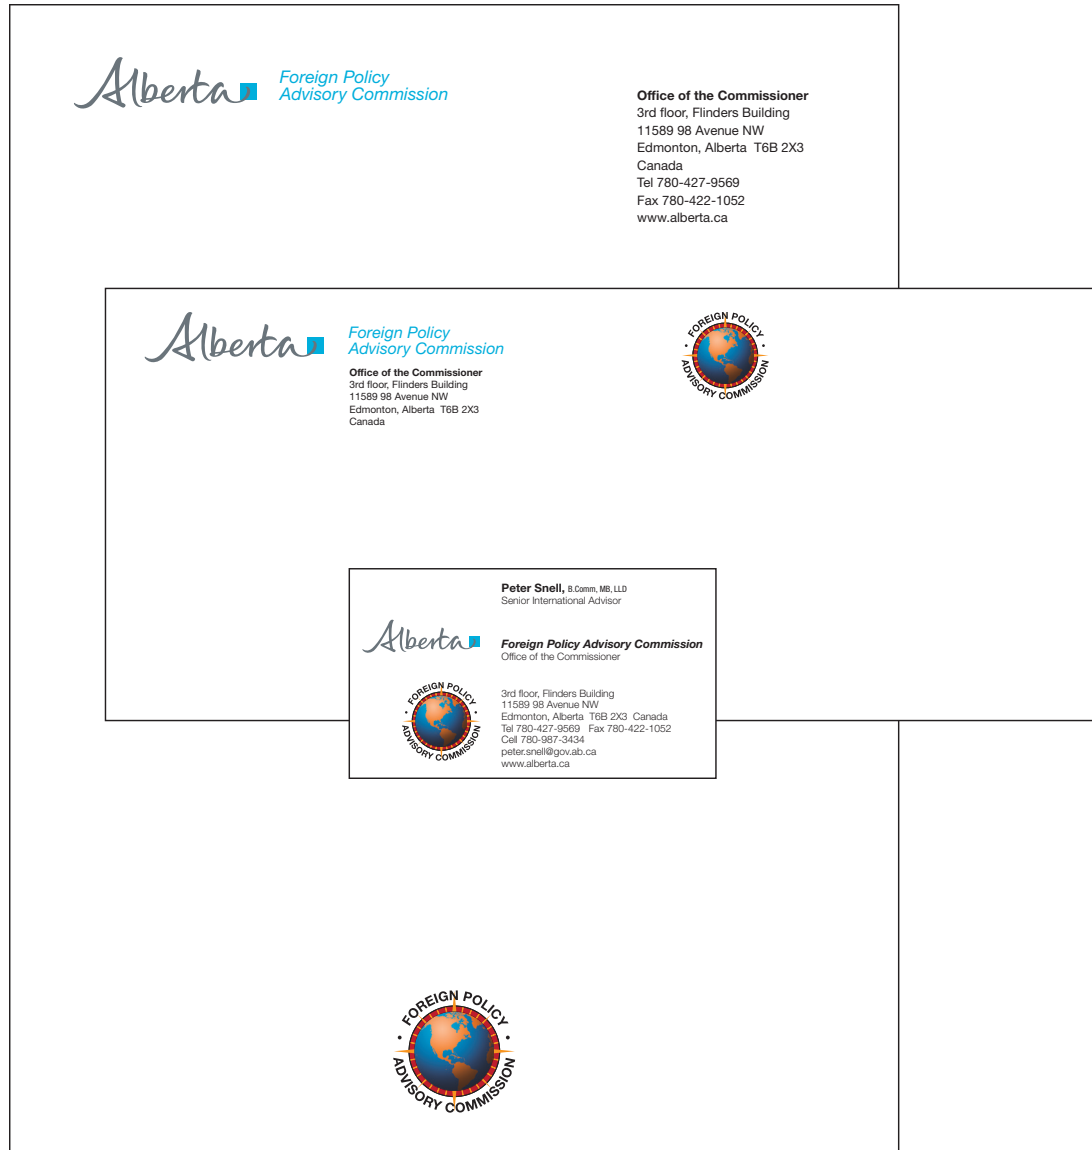 Alberta
Foreign Policy
Advisory Commission
Office of the Commissioner
3rd floor, Flinders Building
11589 98 Avenue NW
Edmonton, Alberta  T6B 2X3
Canada
Tel 780-427-9569
Fax 780-422-1052
www.alberta.ca
Alberta
Foreign Policy
Advisory Commission
Office of the Commissioner
3rd floor, Flinders Building
11589 98 Avenue NW
Edmonton, Alberta  T6B 2X3
Canada
• FOREIGN POLICY •
ADVISORY COMMISSION
Peter Snell, B.Comm, MB, LLD
Senior International Advisor
Alberta
Foreign Policy Advisory Commission
Office of the Commissioner
• FOREIGN POLICY •
ADVISORY COMMISSION
3rd floor, Flinders Building
11589 98 Avenue NW
Edmonton, Alberta  T6B 2X3  Canada
Tel 780-427-9569   Fax 780-422-1052
Cell 780-987-3434
peter.snell@gov.ab.ca
www.alberta.ca
• FOREIGN POLICY •
ADVISORY COMMISSION